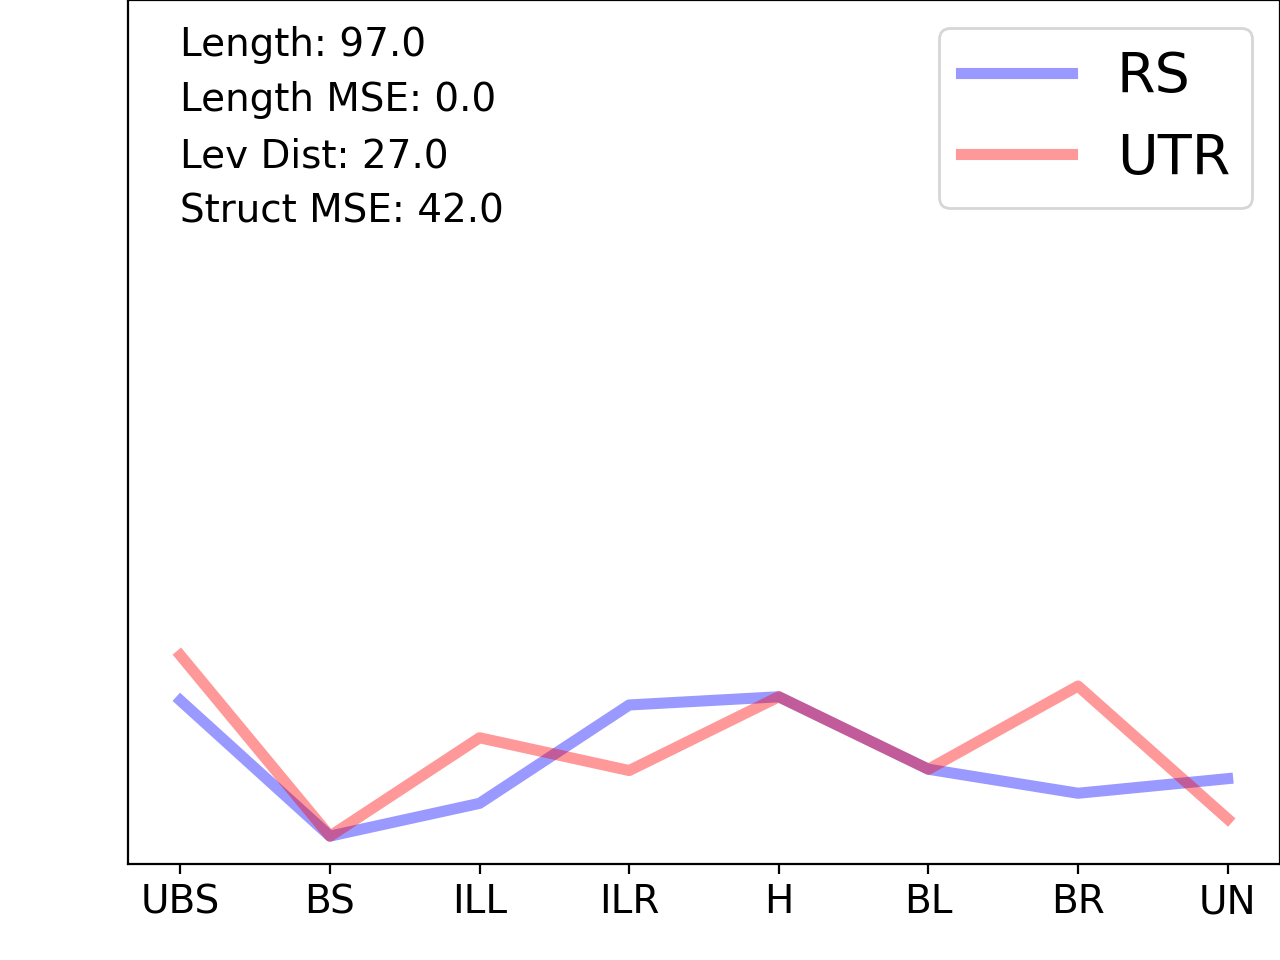 Length: 97.0
Length MSE: 0.0
Lev Dist: 27.0
Struct MSE: 42.0
RS
UTR
UBS BS ILL ILR H BL BR UN